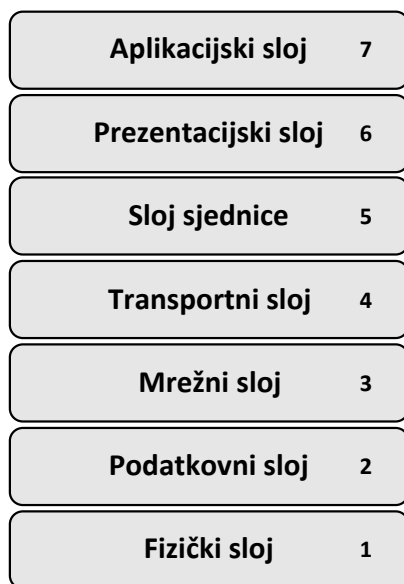 Aplikacijski sloj 7
Prezentacijski sloj 6
Sloj sjednice 5
Transportni sloj 4
Mrežni sloj 3
Podatkovni sloj 2
Fizički sloj 1